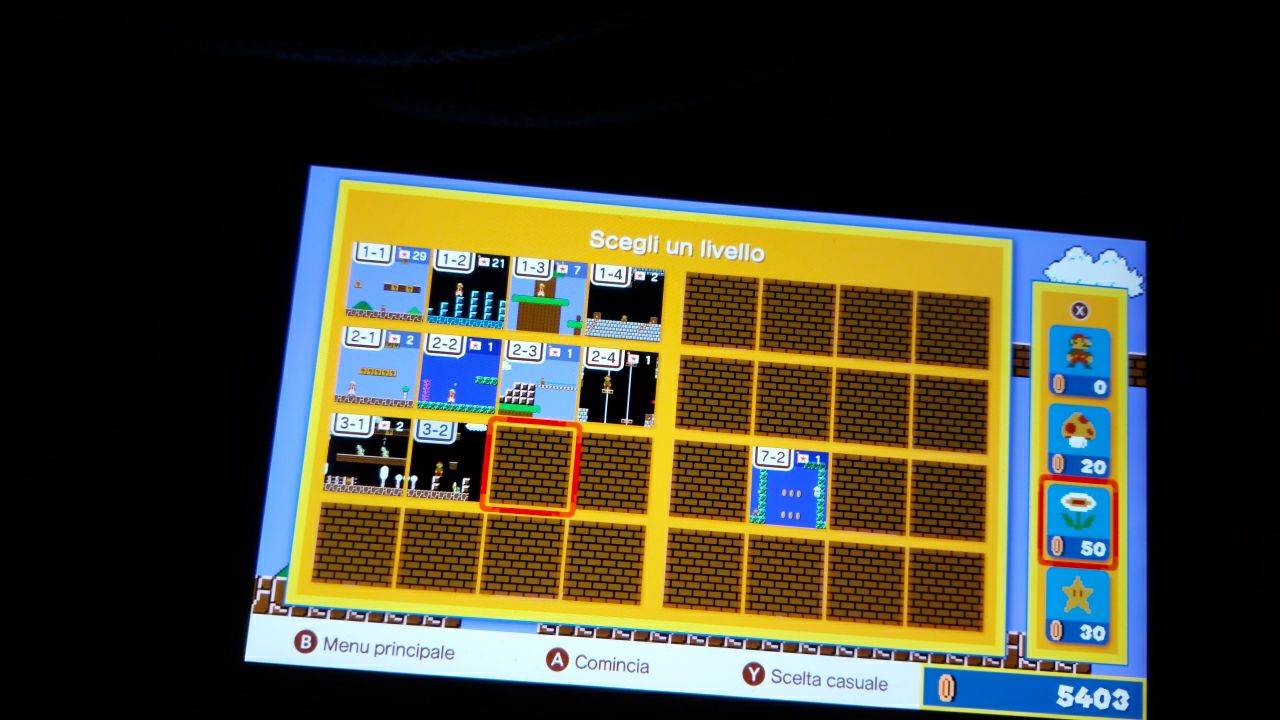 Scegli un livello
1-1 29 1-2 21 1-3 7 1-4 2
2-1 2 2-2 1 2-3 1 2-4 1
3-1 2 3-2
7-2 1
X
0
20
50
30
B Menu principale A Comincia Y Scelta casuale
5403